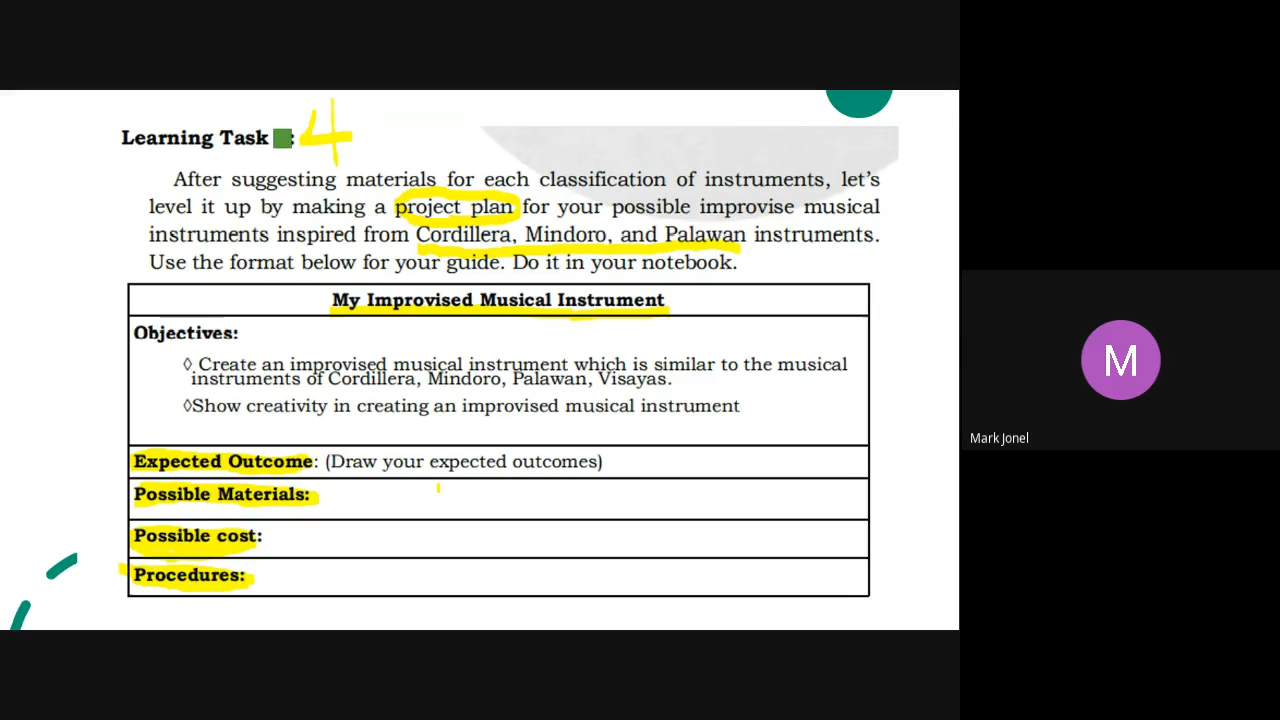 Learning Task : 4
After suggesting materials for each classification of instruments, let's
level it up by making a project plan for your possible improvise musical
instruments inspired from Cordillera, Mindoro, and Palawan instruments.
Use the format below for your guide. Do it in your notebook.
My Improvised Musical Instrument
Objectives:
◊ Create an improvised musical instrument which is similar to the musical
instruments of Cordillera, Mindoro, Palawan, Visayas.
◊Show creativity in creating an improvised musical instrument
Expected Outcome: (Draw your expected outcomes)
Possible Materials:
Possible cost:
Procedures:
M
Mark Jonel